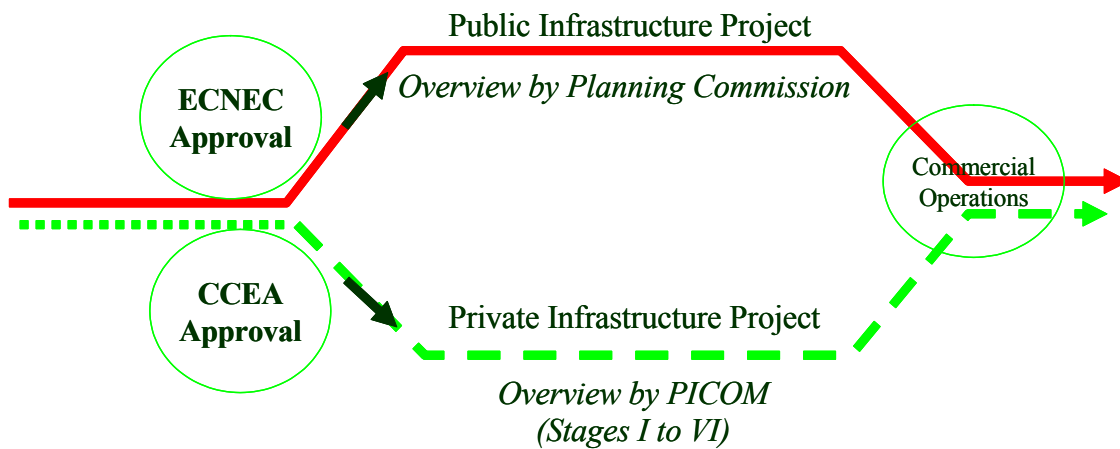 Public Infrastructure Project
Overview by Planning Commission
ECNEC
Approval
Commercial
Operations
CCEA
Approval
Private Infrastructure Project
Overview by PICOM
(Stages I to VI)